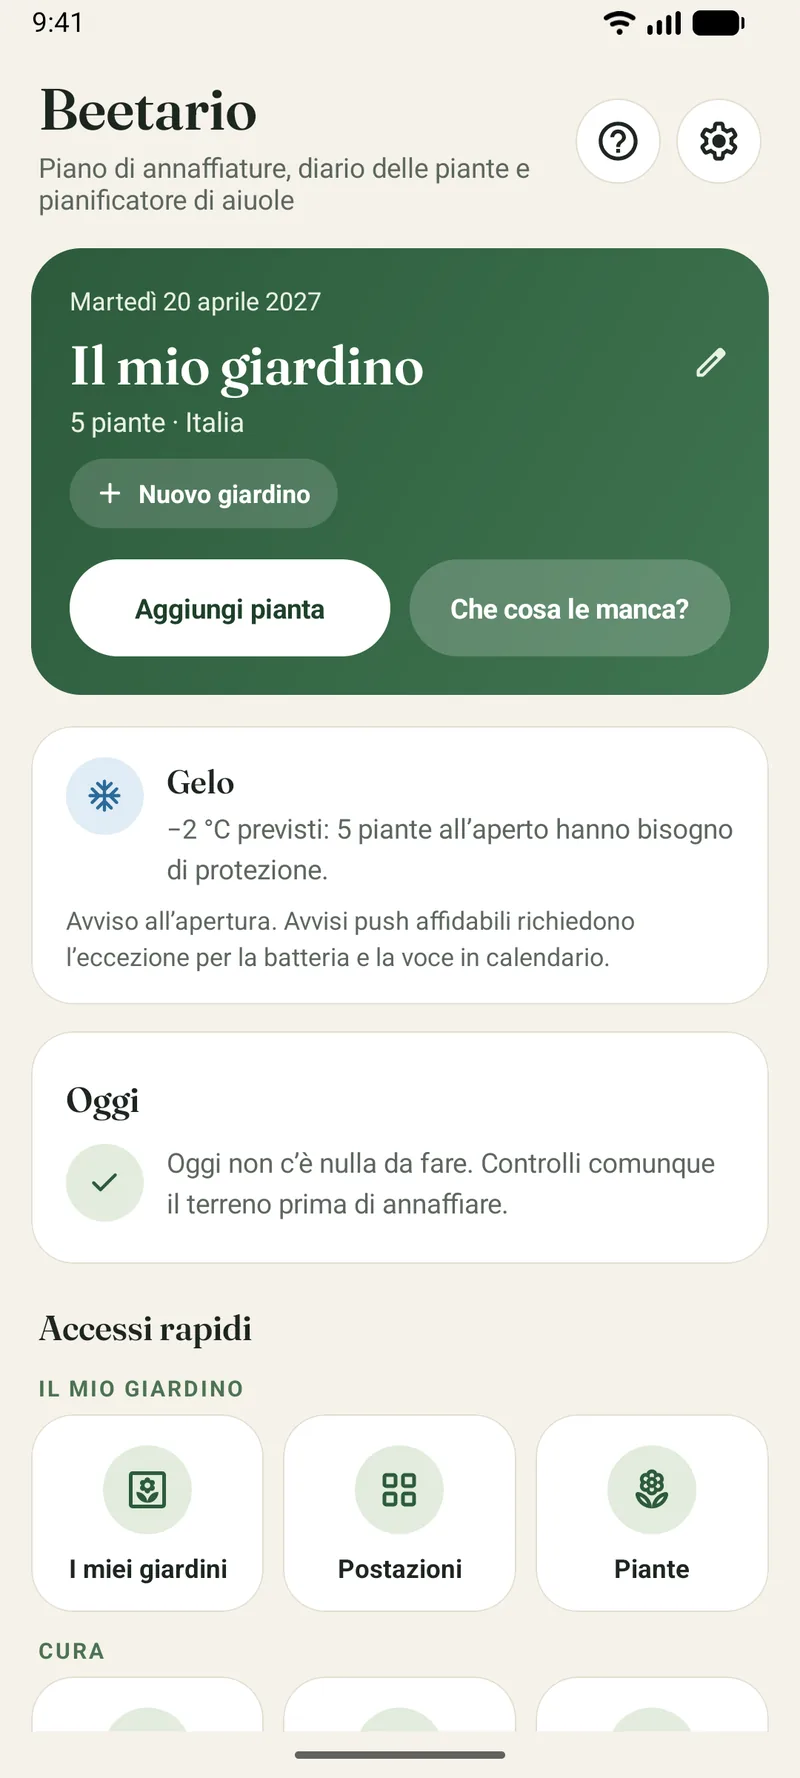 9:41
Beetario
Piano di annaffiature, diario delle piante e
pianificatore di aiuole
Martedì 20 aprile 2027
Il mio giardino
5 piante · Italia
+ Nuovo giardino
Aggiungi pianta
Che cosa le manca?
Gelo
−2 °C previsti: 5 piante all’aperto hanno bisogno
di protezione.
Avviso all’apertura. Avvisi push affidabili richiedono
l’eccezione per la batteria e la voce in calendario.
Oggi
Oggi non c’è nulla da fare. Controlli comunque
il terreno prima di annaffiare.
Accessi rapidi
IL MIO GIARDINO
I miei giardini
Postazioni
Piante
CURA